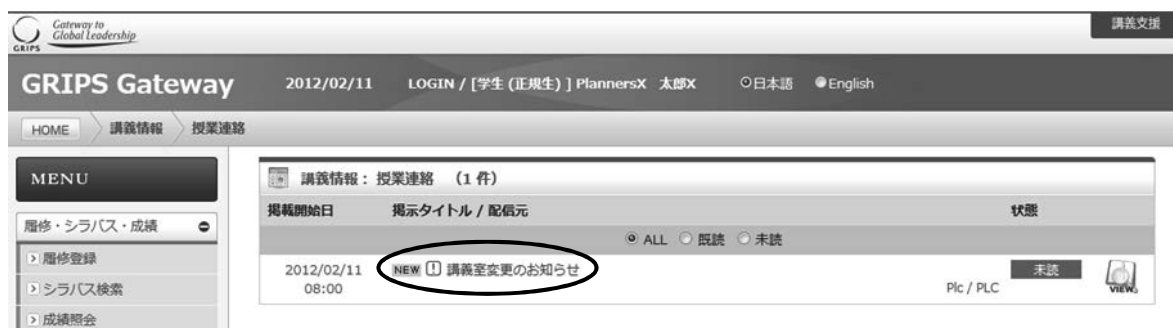 Gateway to
Global Leadership
GRIPS
講義支援
GRIPS Gateway 2012/02/11 LOGIN / [学生 (正規生) ] PlannersX 太郎X 日本語 English
HOME 講義情報 授業連絡
MENU
履修・シラバス・成績
履修登録
シラバス検索
成績照会
講義情報: 授業連絡 (1 件)
掲載開始日 掲示タイトル / 配信元 状態
ALL 既読 未読
2012/02/11 NEW 講義室変更のお知らせ 未読
08:00 Plc / PLC VIEW